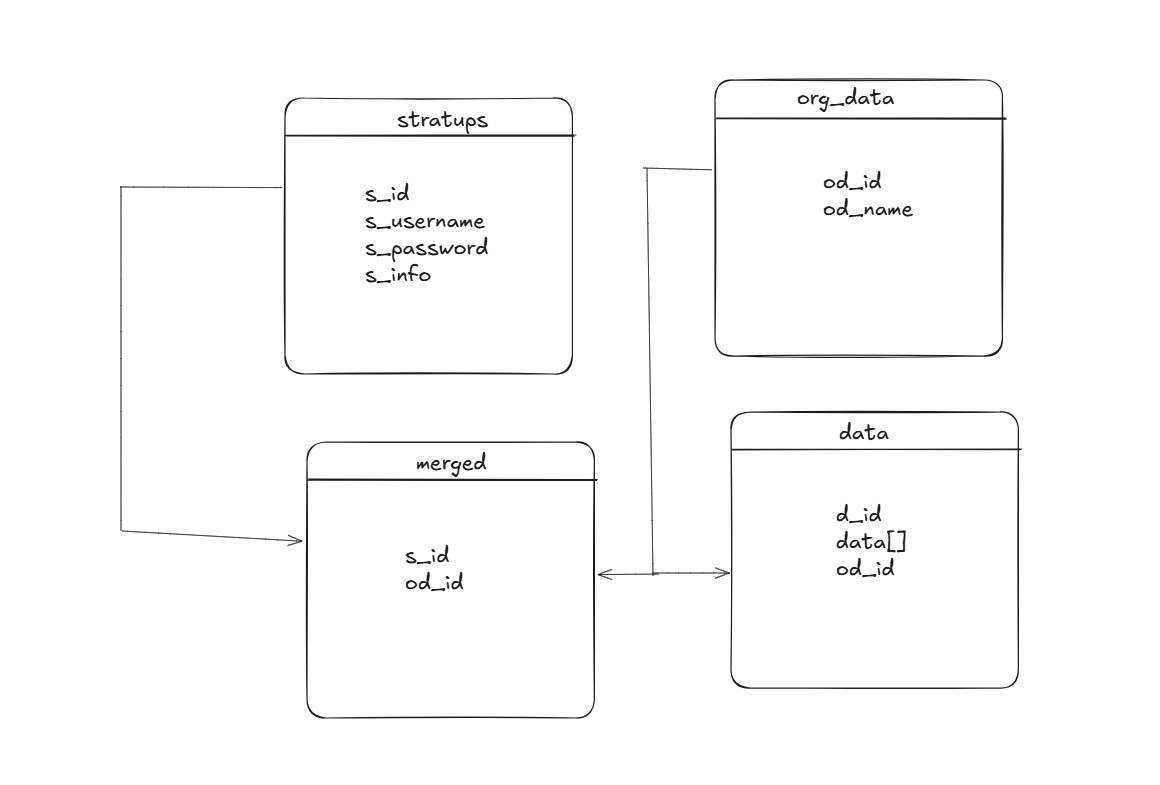 stratups
s_id
s_username
s_password
s_info
org_data
od_id
od_name
merged
s_id
od_id
data
d_id
data[]
od_id